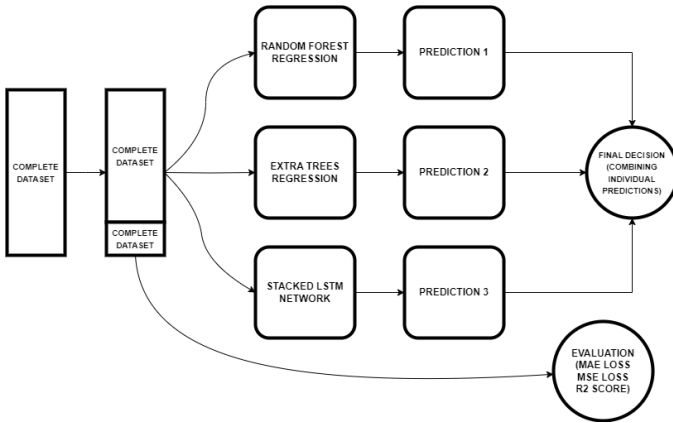 COMPLETE
DATASET
COMPLETE
DATASET
COMPLETE
DATASET
RANDOM FOREST
REGRESSION
PREDICTION 1
EXTRA TREES
REGRESSION
PREDICTION 2
STACKED LSTM
NETWORK
PREDICTION 3
FINAL DECISION
(COMBINING
INDIVIDUAL
PREDICTIONS)
EVALUATION
(MAE LOSS
MSE LOSS
R2 SCORE)